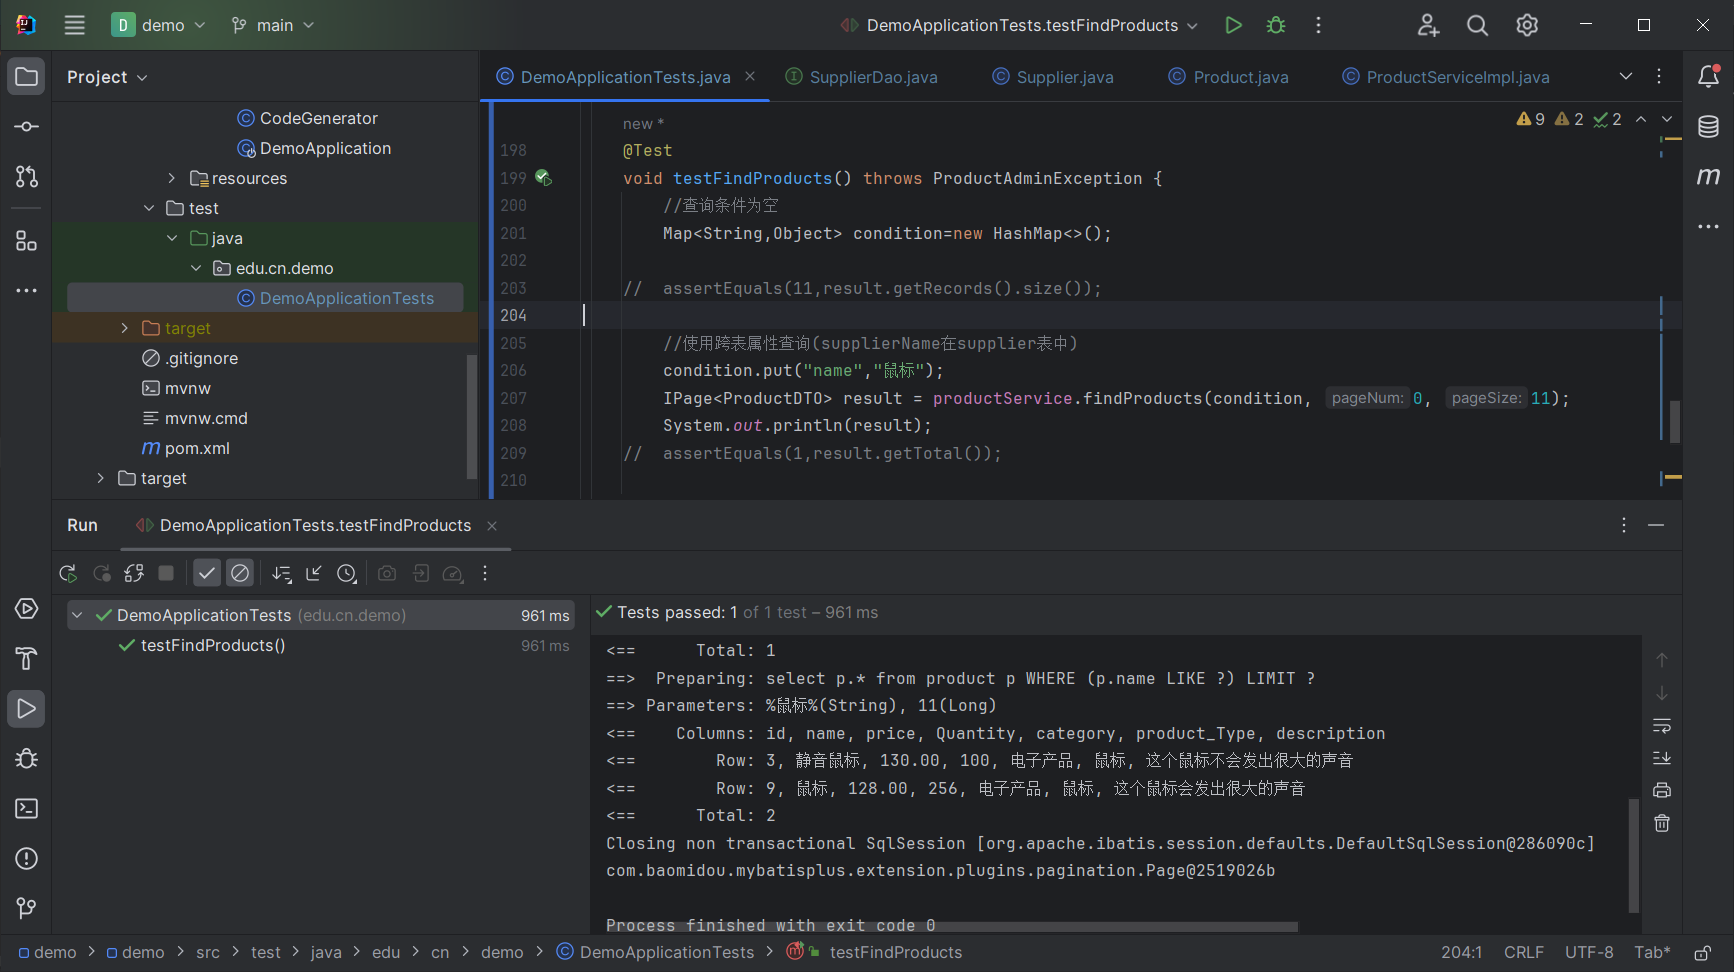 D demo main DemoApplicationTests.testFindProducts
Project
DemoApplicationTests.java SupplierDao.java Supplier.java Product.java ProductServiceImpl.java
CodeGenerator
DemoApplication
resources
test
java
edu.cn.demo
DemoApplicationTests
target
.gitignore
mvnw
mvnw.cmd
pom.xml
target
9 2 2
new *
198 @Test
199 void testFindProducts() throws ProductAdminException {
200 //查询条件为空
201 Map<String,Object> condition=new HashMap<>();
202
203 // assertEquals(11,result.getRecords().size());
204
205 //使用跨表属性查询(supplierName在supplier表中)
206 condition.put("name","鼠标");
207 IPage<ProductDTO> result = productService.findProducts(condition, pageNum: 0, pageSize: 11);
208 System.out.println(result);
209 // assertEquals(1,result.getTotal());
210
Run DemoApplicationTests.testFindProducts
DemoApplicationTests (edu.cn.demo) 961 ms
testFindProducts() 961 ms
Tests passed: 1 of 1 test – 961 ms
<==      Total: 1
==>  Preparing: select p.* from product p WHERE (p.name LIKE ?) LIMIT ?
==> Parameters: %鼠标%(String), 11(Long)
<==    Columns: id, name, price, Quantity, category, product_Type, description
<==        Row: 3, 静音鼠标, 130.00, 100, 电子产品, 鼠标, 这个鼠标不会发出很大的声音
<==        Row: 9, 鼠标, 128.00, 256, 电子产品, 鼠标, 这个鼠标会发出很大的声音
<==      Total: 2
Closing non transactional SqlSession [org.apache.ibatis.session.defaults.DefaultSqlSession@286090c]
com.baomidou.mybatisplus.extension.plugins.pagination.Page@2519026b
Process finished with exit code 0
demo > demo > src > test > java > edu > cn > demo > DemoApplicationTests > testFindProducts
204:1 CRLF UTF-8 Tab*